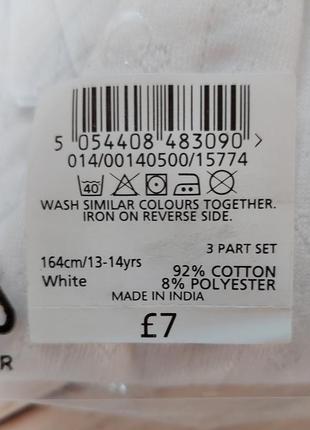 5 054408 483090 >
014/00140500/15774
40
WASH SIMILAR COLOURS TOGETHER.
IRON ON REVERSE SIDE.
3 PART SET
164cm/13-14yrs 92% COTTON
White 8% POLYESTER
MADE IN INDIA
£7
R